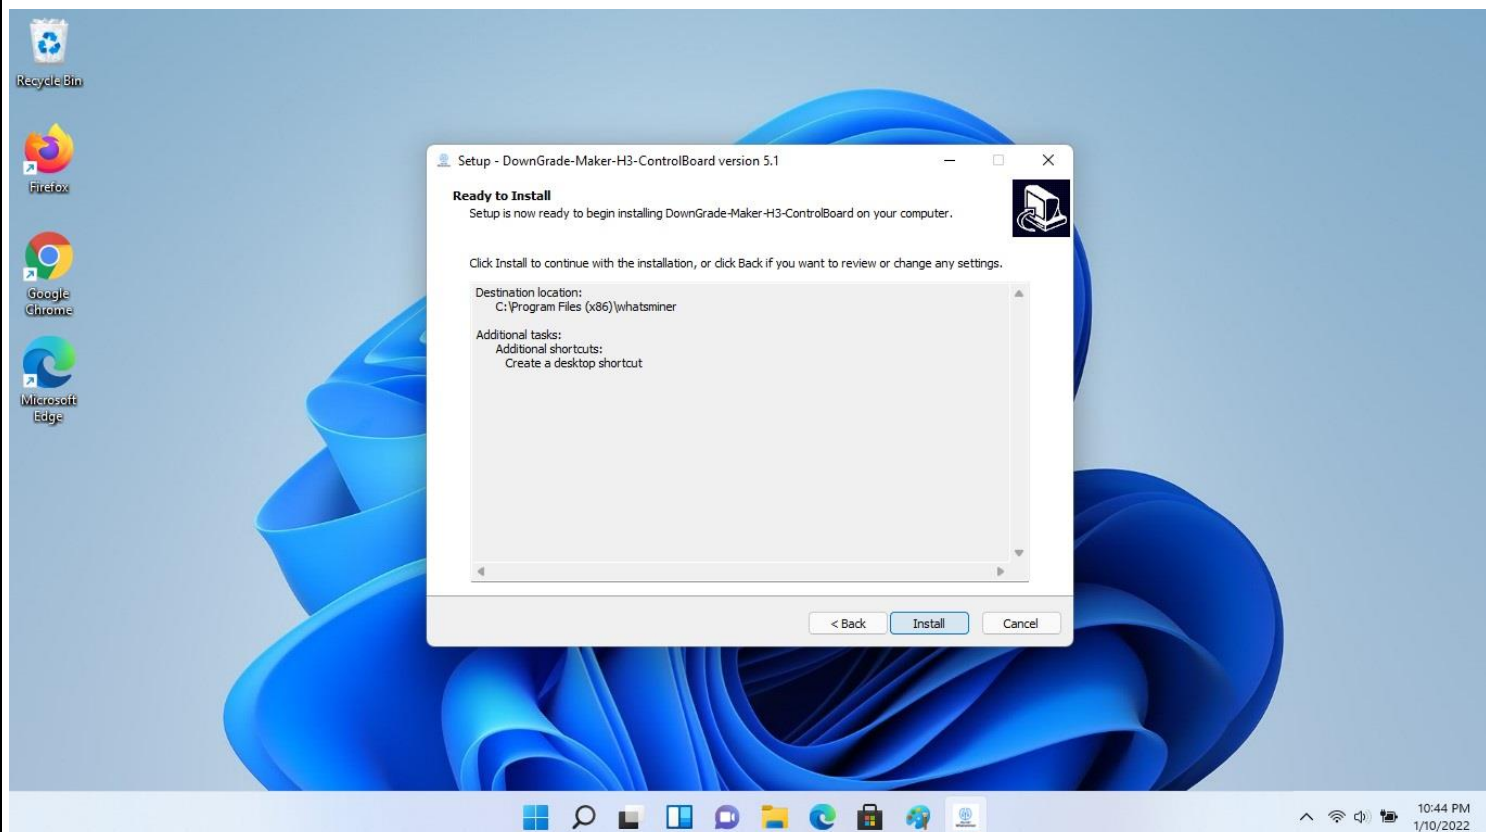 Recycle Bin
Firefox
Google
Chrome
Microsoft
Edge
Setup - DownGrade-Maker-H3-ControlBoard version 5.1
Ready to Install
Setup is now ready to begin installing DownGrade-Maker-H3-ControlBoard on your computer.
Click Install to continue with the installation, or click Back if you want to review or change any settings.
Destination location:
C:\Program Files (x86)\whatsminer
Additional tasks:
Additional shortcuts:
Create a desktop shortcut
< Back
Install
Cancel
10:44 PM
1/10/2022